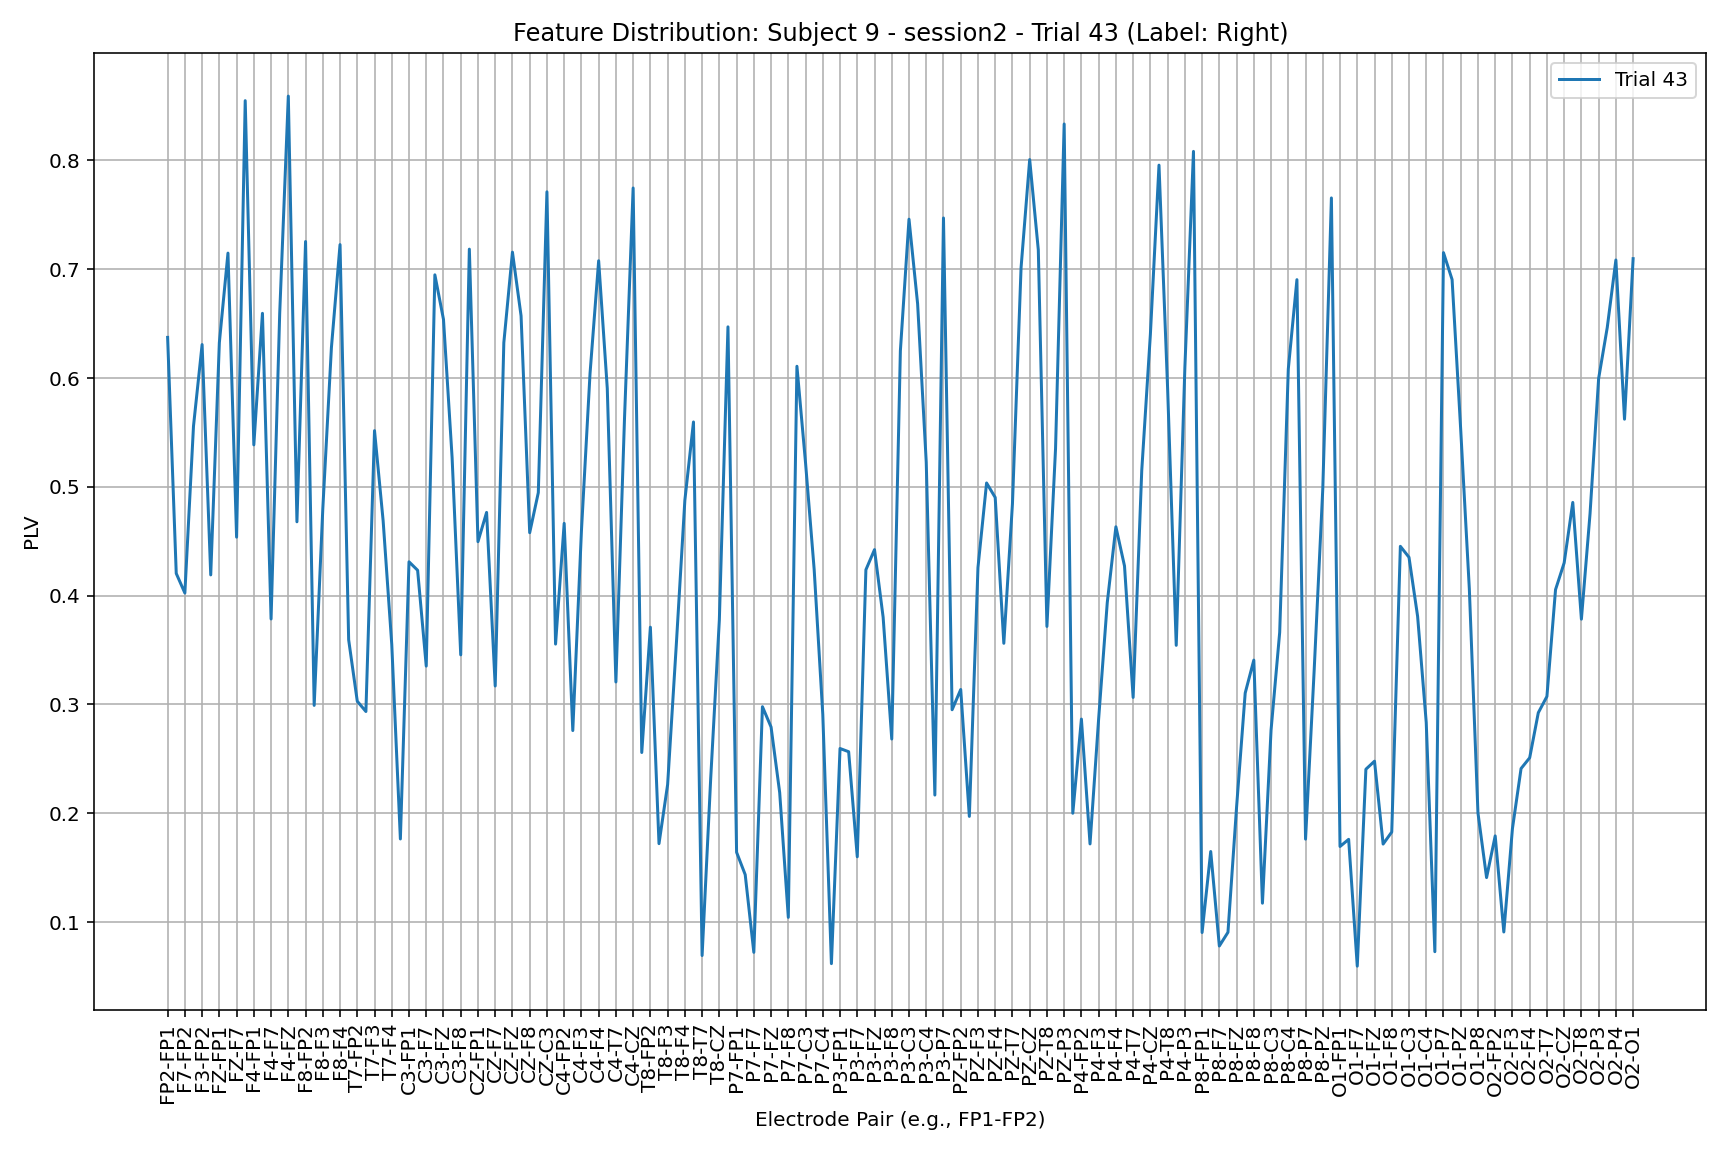 Feature Distribution: Subject 9 - session2 - Trial 43 (Label: Right)
Trial 43
PLV
0.8
0.7
0.6
0.5
0.4
0.3
0.2
0.1
FP2-FP1
F7-FP2
F3-FP2
FZ-FP1
FZ-F7
F4-FP1
F4-F7
F4-FZ
F8-FP2
F8-F3
F8-F4
T7-FP2
T7-F3
T7-F4
C3-FP1
C3-F7
C3-FZ
C3-F8
CZ-FP1
CZ-F7
CZ-FZ
CZ-F8
CZ-C3
C4-FP2
C4-F3
C4-F4
C4-T7
C4-CZ
T8-FP2
T8-F3
T8-F4
T8-T7
T8-CZ
P7-FP1
P7-F7
P7-FZ
P7-F8
P7-C3
P7-C4
P3-FP1
P3-F7
P3-FZ
P3-F8
P3-C3
P3-C4
P3-P7
PZ-FP2
PZ-F3
PZ-F4
PZ-T7
PZ-CZ
PZ-T8
PZ-P3
P4-FP2
P4-F3
P4-F4
P4-T7
P4-CZ
P4-T8
P4-P3
P8-FP1
P8-F7
P8-FZ
P8-F8
P8-C3
P8-C4
P8-P7
P8-PZ
O1-FP1
O1-F7
O1-FZ
O1-F8
O1-C3
O1-C4
O1-P7
O1-PZ
O1-P8
O2-FP2
O2-F3
O2-F4
O2-T7
O2-CZ
O2-T8
O2-P3
O2-P4
O2-O1
Electrode Pair (e.g., FP1-FP2)